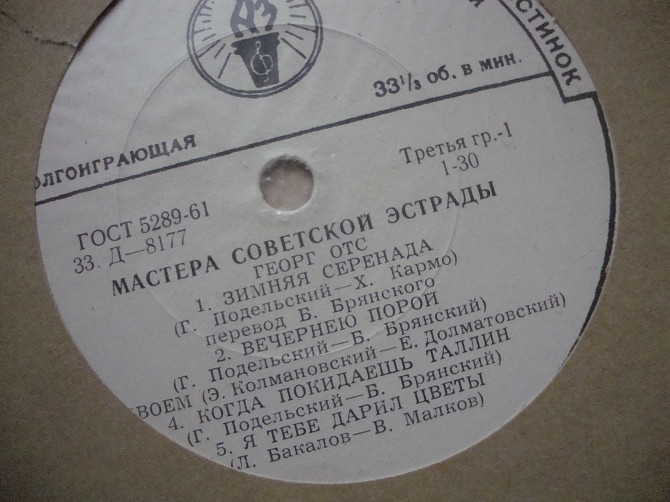 АЗ
СТИНОК
33⅓ об. в мин.
ОЛГОИГРАЮЩАЯ
Третья гр.-1
1-30
ГОСТ 5289-61
33. Д—8177
МАСТЕРА СОВЕТСКОЙ ЭСТРАДЫ
ГЕОРГ ОТС
1. ЗИМНЯЯ СЕРЕНАДА
(Г. Подельский—Х. Кармо)
перевод Б. Брянского
2. ВЕЧЕРНЕЮ ПОРОЙ
(Г. Подельский—Б. Брянский)
ВОЕМ (Э. Колмановский—Е. Долматовский)
4. КОГДА ПОКИДАЕШЬ ТАЛЛИН
(Г. Подельский—Б. Брянский)
5. Я ТЕБЕ ДАРИЛ ЦВЕТЫ
(Л. Бакалов—В. Малков)